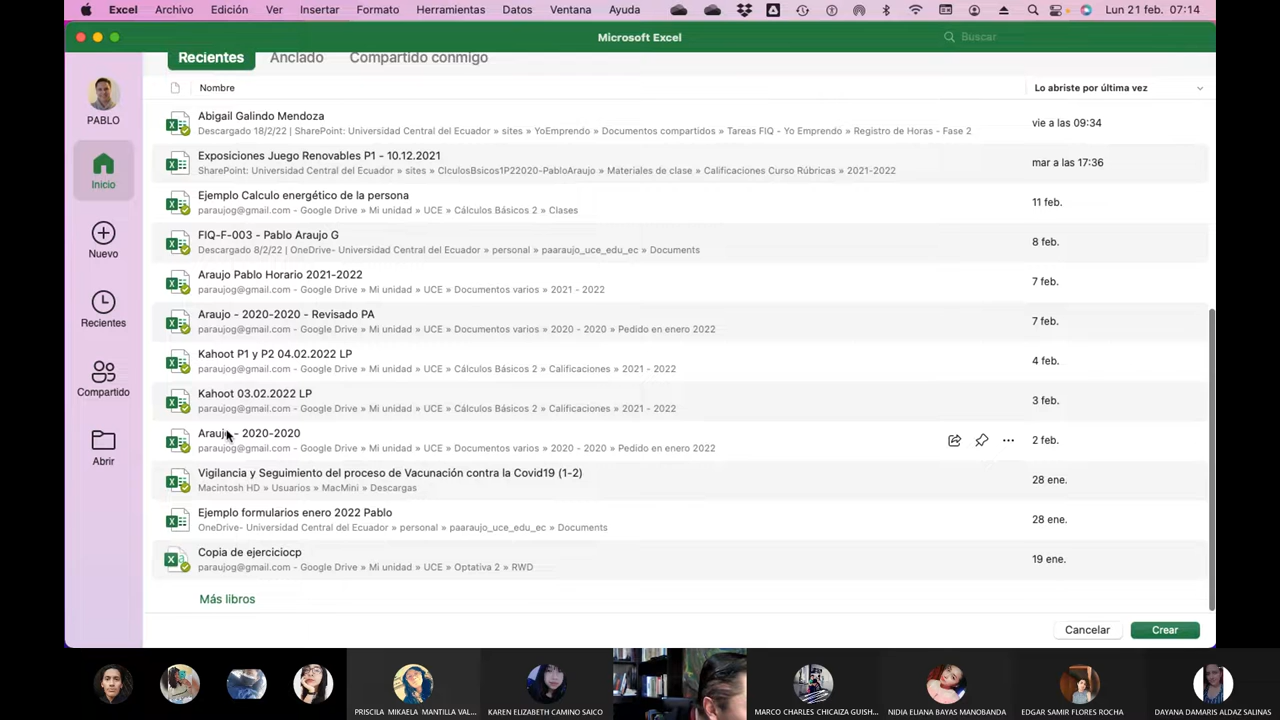 Excel Archivo Edición Ver Insertar Formato Herramientas Datos Ventana Ayuda Lun 21 feb. 07:14
Microsoft Excel
Buscar
Recientes Anclado Compartido conmigo
Nombre Lo abriste por última vez
PABLO
Inicio
Nuevo
Recientes
Compartido
Abrir
Abigail Galindo Mendoza
Descargado 18/2/22 | SharePoint: Universidad Central del Ecuador » sites » YoEmprendo » Documentos compartidos » Tareas FIQ - Yo Emprendo » Registro de Horas - Fase 2
vie a las 09:34
Exposiciones Juego Renovables P1 - 10.12.2021
SharePoint: Universidad Central del Ecuador » sites » ClculosBsicos1P22020-PabloAraujo » Materiales de clase » Calificaciones Curso Rúbricas » 2021-2022
mar a las 17:36
Ejemplo Calculo energético de la persona
paraujog@gmail.com - Google Drive » Mi unidad » UCE » Cálculos Básicos 2 » Clases
11 feb.
FIQ-F-003 - Pablo Araujo G
Descargado 8/2/22 | OneDrive- Universidad Central del Ecuador » personal » paaraujo_uce_edu_ec » Documents
8 feb.
Araujo Pablo Horario 2021-2022
paraujog@gmail.com - Google Drive » Mi unidad » UCE » Documentos varios » 2021 - 2022
7 feb.
Araujo - 2020-2020 - Revisado PA
paraujog@gmail.com - Google Drive » Mi unidad » UCE » Documentos varios » 2020 - 2020 » Pedido en enero 2022
7 feb.
Kahoot P1 y P2 04.02.2022 LP
paraujog@gmail.com - Google Drive » Mi unidad » UCE » Cálculos Básicos 2 » Calificaciones » 2021 - 2022
4 feb.
Kahoot 03.02.2022 LP
paraujog@gmail.com - Google Drive » Mi unidad » UCE » Cálculos Básicos 2 » Calificaciones » 2021 - 2022
3 feb.
Araujo - 2020-2020
paraujog@gmail.com - Google Drive » Mi unidad » UCE » Documentos varios » 2020 - 2020 » Pedido en enero 2022
2 feb.
Vigilancia y Seguimiento del proceso de Vacunación contra la Covid19 (1-2)
Macintosh HD » Usuarios » MacMini » Descargas
28 ene.
Ejemplo formularios enero 2022 Pablo
OneDrive- Universidad Central del Ecuador » personal » paaraujo_uce_edu_ec » Documents
28 ene.
Copia de ejerciciocp
paraujog@gmail.com - Google Drive » Mi unidad » UCE » Optativa 2 » RWD
19 ene.
Más libros
Cancelar Crear
PRISCILA MIKAELA MANTILLA VAL...
KAREN ELIZABETH CAMINO SAICO
MARCO CHARLES CHICAIZA GUISH...
NIDIA ELIANA BAYAS MANOBANDA
EDGAR SAMIR FLORES ROCHA
DAYANA DAMARIS ALDAZ SALINAS